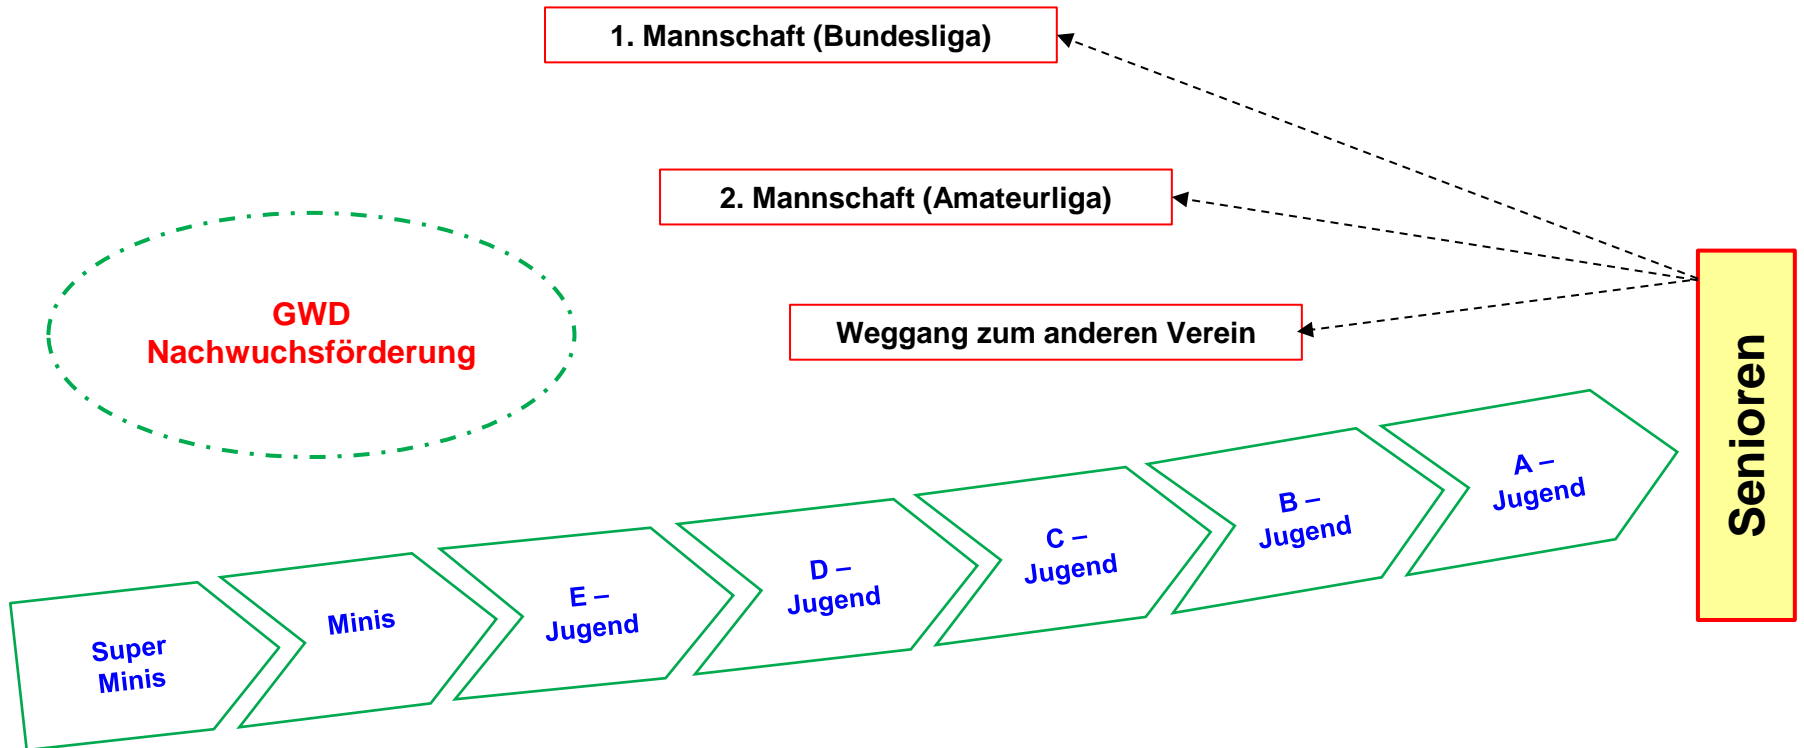 1. Mannschaft (Bundesliga)
2. Mannschaft (Amateurliga)
GWD
Nachwuchsförderung
Weggang zum anderen Verein
Senioren
Super
Minis
Minis
E –
Jugend
D –
Jugend
C –
Jugend
B –
Jugend
A –
Jugend